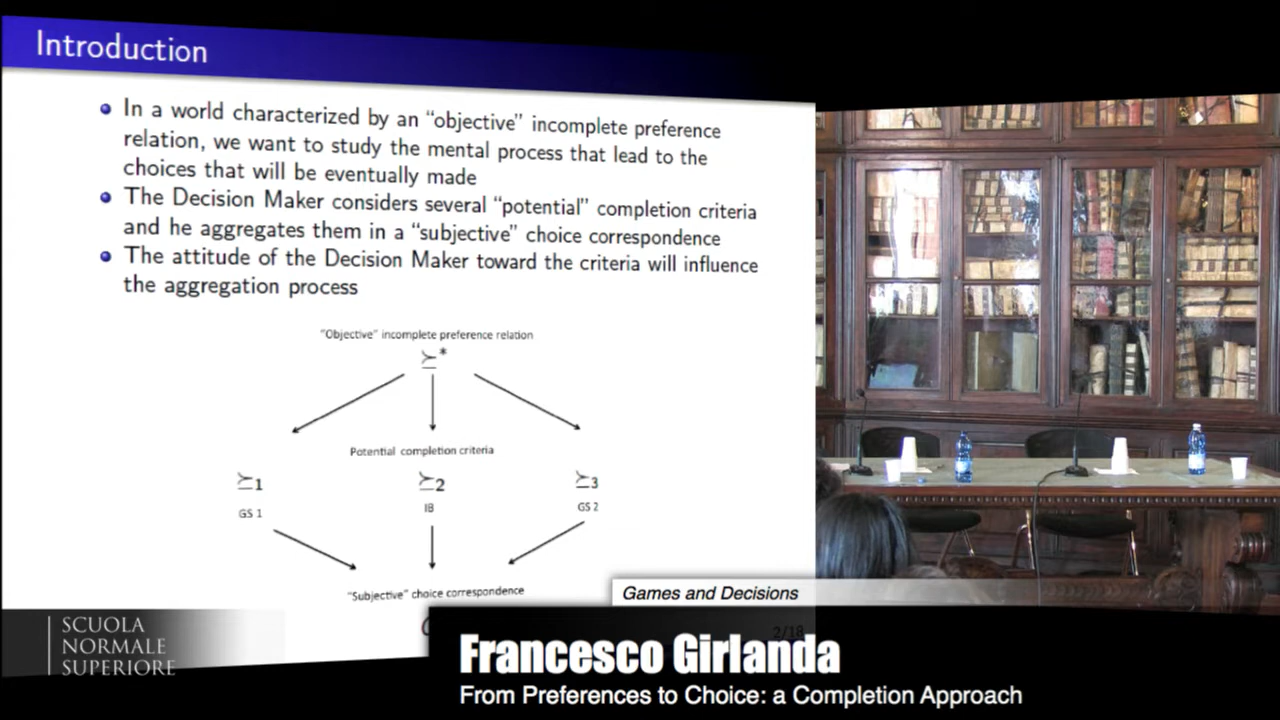 Introduction
In a world characterized by an “objective” incomplete preference
relation, we want to study the mental process that lead to the
choices that will be eventually made
The Decision Maker considers several “potential” completion criteria
and he aggregates them in a “subjective” choice correspondence
The attitude of the Decision Maker toward the criteria will influence
the aggregation process
“Objective” incomplete preference relation
≿*
Potential completion criteria
≿1 ≿2 ≿3
GS 1 IB GS 2
“Subjective” choice correspondence
2/18
Games and Decisions
SCUOLA
NORMALE
SUPERIORE
Francesco Girlanda
From Preferences to Choice: a Completion Approach